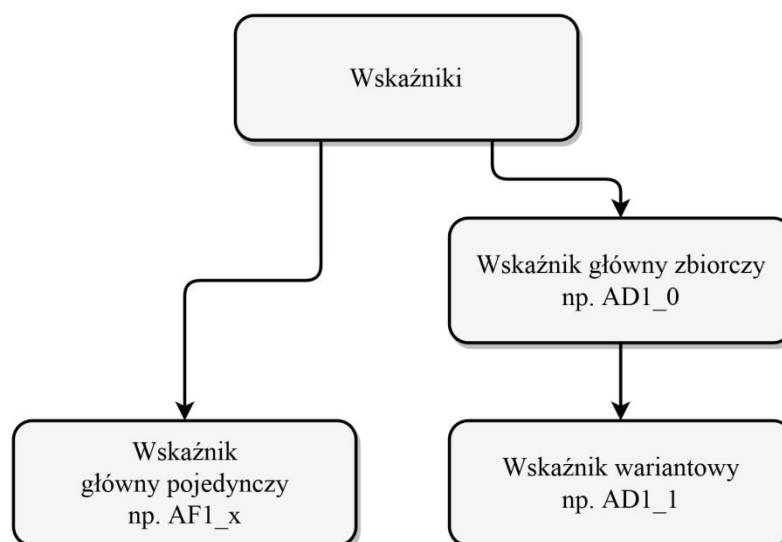 Wskaźniki
Wskaźnik główny zbiorczy
np. AD1_0
Wskaźnik
główny pojedynczy
np. AF1_x
Wskaźnik wariantowy
np. AD1_1